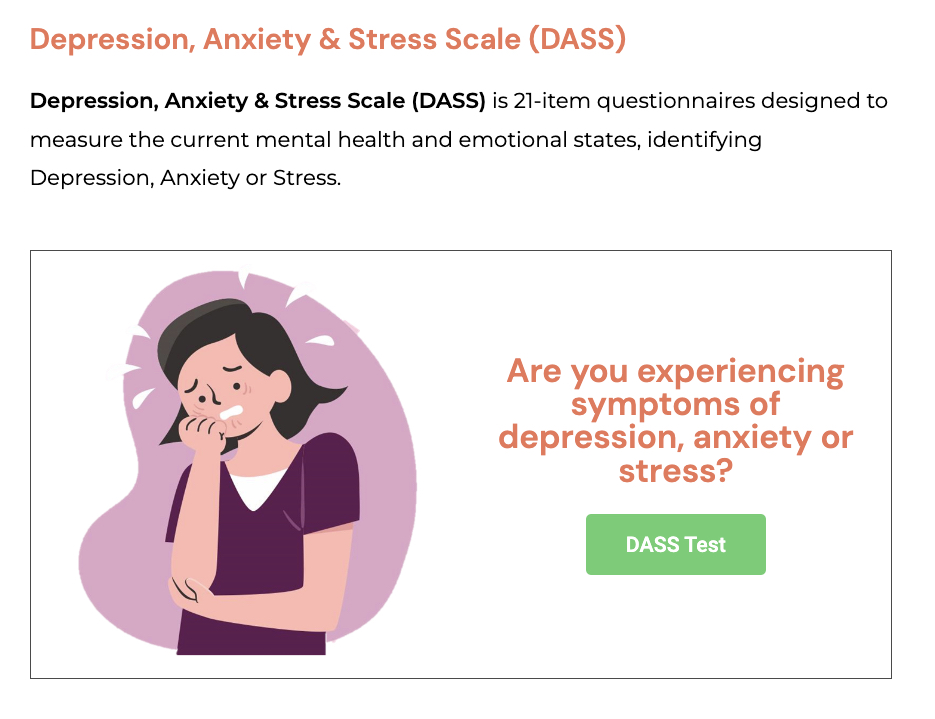 Depression, Anxiety & Stress Scale (DASS)
Depression, Anxiety & Stress Scale (DASS) is 21-item questionnaires designed to
measure the current mental health and emotional states, identifying
Depression, Anxiety or Stress.
Are you experiencing
symptoms of
depression, anxiety or
stress?
DASS Test